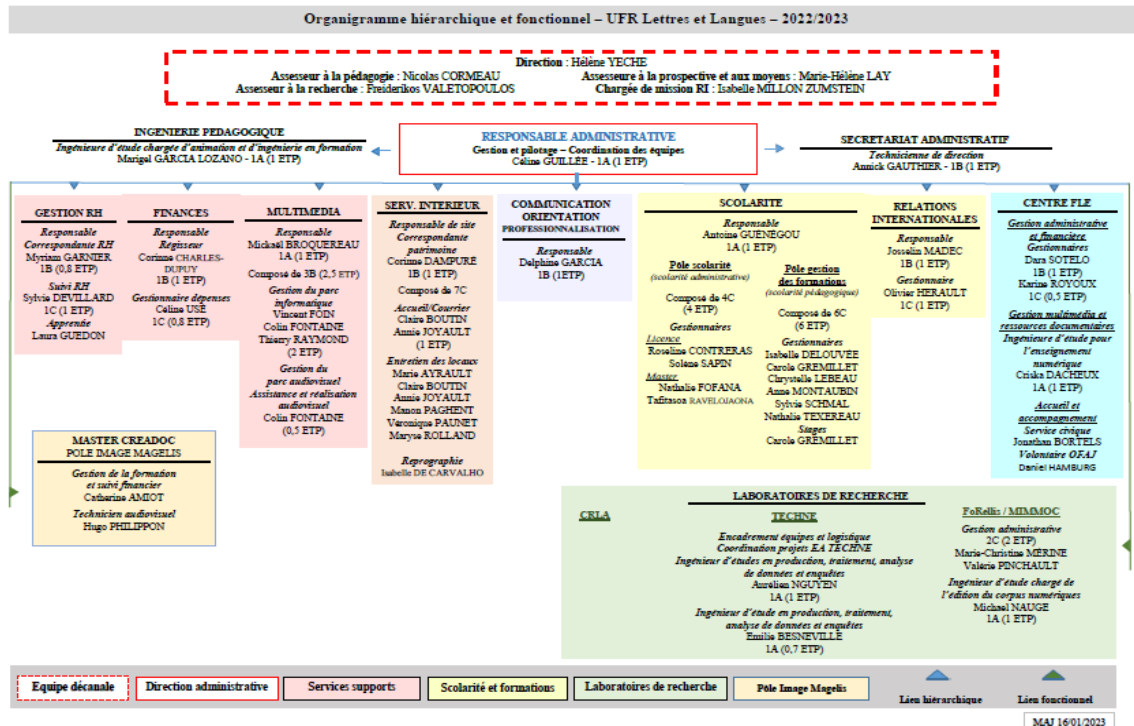 Organigramme hiérarchique et fonctionnel – UFR Lettres et Langues – 2022/2023
Direction : Hélène YECHE
Assesseur à la pédagogie : Nicolas CORMEAU
Assesseure à la prospective et aux moyens : Marie-Hélène LAY
Assesseur à la recherche : Freiderikos VALETOPOULOS
Chargée de mission RI : Isabelle MILLON ZUMSTEIN
INGENIERIE PEDAGOGIQUE
Ingénieure d'étude chargée d'animation et d'ingénierie en formation
Marigel GARCIA LOZANO - 1A (1 ETP)
RESPONSABLE ADMINISTRATIVE
Gestion et pilotage – Coordination des équipes
Céline GUILLÉE - 1A (1 ETP)
SECRETARIAT ADMINISTRATIF
Technicienne de direction
Annick GAUTHIER - 1B (1 ETP)
GESTION RH
Responsable
Correspondante RH
Myriam GARNIER
1B (0,8 ETP)
Suivi RH
Sylvie DEVILLARD
1C (1 ETP)
Apprentie
Laura GUEDON
FINANCES
Responsable
Régisseur
Corinne CHARLES-
DUPUY
1B (1 ETP)
Gestionnaire dépenses
Céline USÉ
1C (0,8 ETP)
MULTIMEDIA
Responsable
Mickaël BROQUEREAU
1A (1 ETP)
Composé de 3B (2,5 ETP)
Gestion du parc
informatique
Vincent FOIN
Colin FONTAINE
Thierry RAYMOND
(2 ETP)
Gestion du
parc audiovisuel
Assistance et réalisation
audiovisuel
Colin FONTAINE
(0,5 ETP)
SERV. INTERIEUR
Responsable de site
Correspondante
patrimoine
Corinne DAMPURÉ
1B (1 ETP)
Composé de 7C
Accueil/Courrier
Claire BOUTIN
Annie JOYAULT
(1 ETP)
Entretien des locaux
Marie AYRAULT
Claire BOUTIN
Annie JOYAULT
Manon PAGHENT
Véronique PAUNET
Maryse ROLLAND
Reprographie
Isabelle DE CARVALHO
COMMUNICATION
ORIENTATION
PROFESSIONNALISATION
Responsable
Delphine GARCIA
1B (1ETP)
SCOLARITE
Responsable
Antoine GUENÉGOU
1A (1 ETP)
Pôle scolarité
(scolarité administrative)
Composé de 4C
(4 ETP)
Gestionnaires
Licence
Roseline CONTRERAS
Solène SAPIN
Master
Nathalie FOFANA
Tafitasoa RAVELOJAONA
Pôle gestion
des formations
(scolarité pédagogique)
Composé de 6C
(6 ETP)
Gestionnaires
Isabelle DELOUVÉE
Carole GREMILLET
Chrystelle LEBEAU
Anne MONTAUBIN
Sylvie SCHMAL
Nathalie TEXEREAU
Stages
Carole GREMILLET
RELATIONS
INTERNATIONALES
Responsable
Josselin MADEC
1B (1 ETP)
Gestionnaire
Olivier HERAULT
1C (1 ETP)
CENTRE FLE
Gestion administrative
et financière
Gestionnaires
Dara SOTELO
1B (1 ETP)
Karine ROYOUX
1C (0,5 ETP)
Gestion multimédia et
ressources documentaires
Ingénieure d'étude pour
l'enseignement
numérique
Criska DACHEUX
1A (1 ETP)
Accueil et
accompagnement
Service civique
Jonathan BORTELS
Volontaire OFAJ
Daniel HAMBURG
MASTER CREADOC
POLE IMAGE MAGELIS
Gestion de la formation
et suivi financier
Catherine AMIOT
Technicien audiovisuel
Hugo PHILIPPON
LABORATOIRES DE RECHERCHE
CRLA
TECHNE
Encadrement équipes et logistique
Coordination projets EA TECHNE
Ingénieur d'études en production, traitement, analyse
de données et enquêtes
Aurélien NGUYEN
1A (1 ETP)
Ingénieur d'étude en production, traitement,
analyse de données et enquêtes
Emilie BESNEVILLE
1A (0,7 ETP)
FoRellis / MIMMOC
Gestion administrative
2C (2 ETP)
Marie-Christine MÉRINE
Valérie PINCHAULT
Ingénieur d'étude chargé de
l'édition du corpus numériques
Michael NAUGE
1A (1 ETP)
Equipe décanale
Direction administrative
Services supports
Scolarité et formations
Laboratoires de recherche
Pôle Image Magelis
Lien hiérarchique
Lien fonctionnel
MAJ 16/01/2023